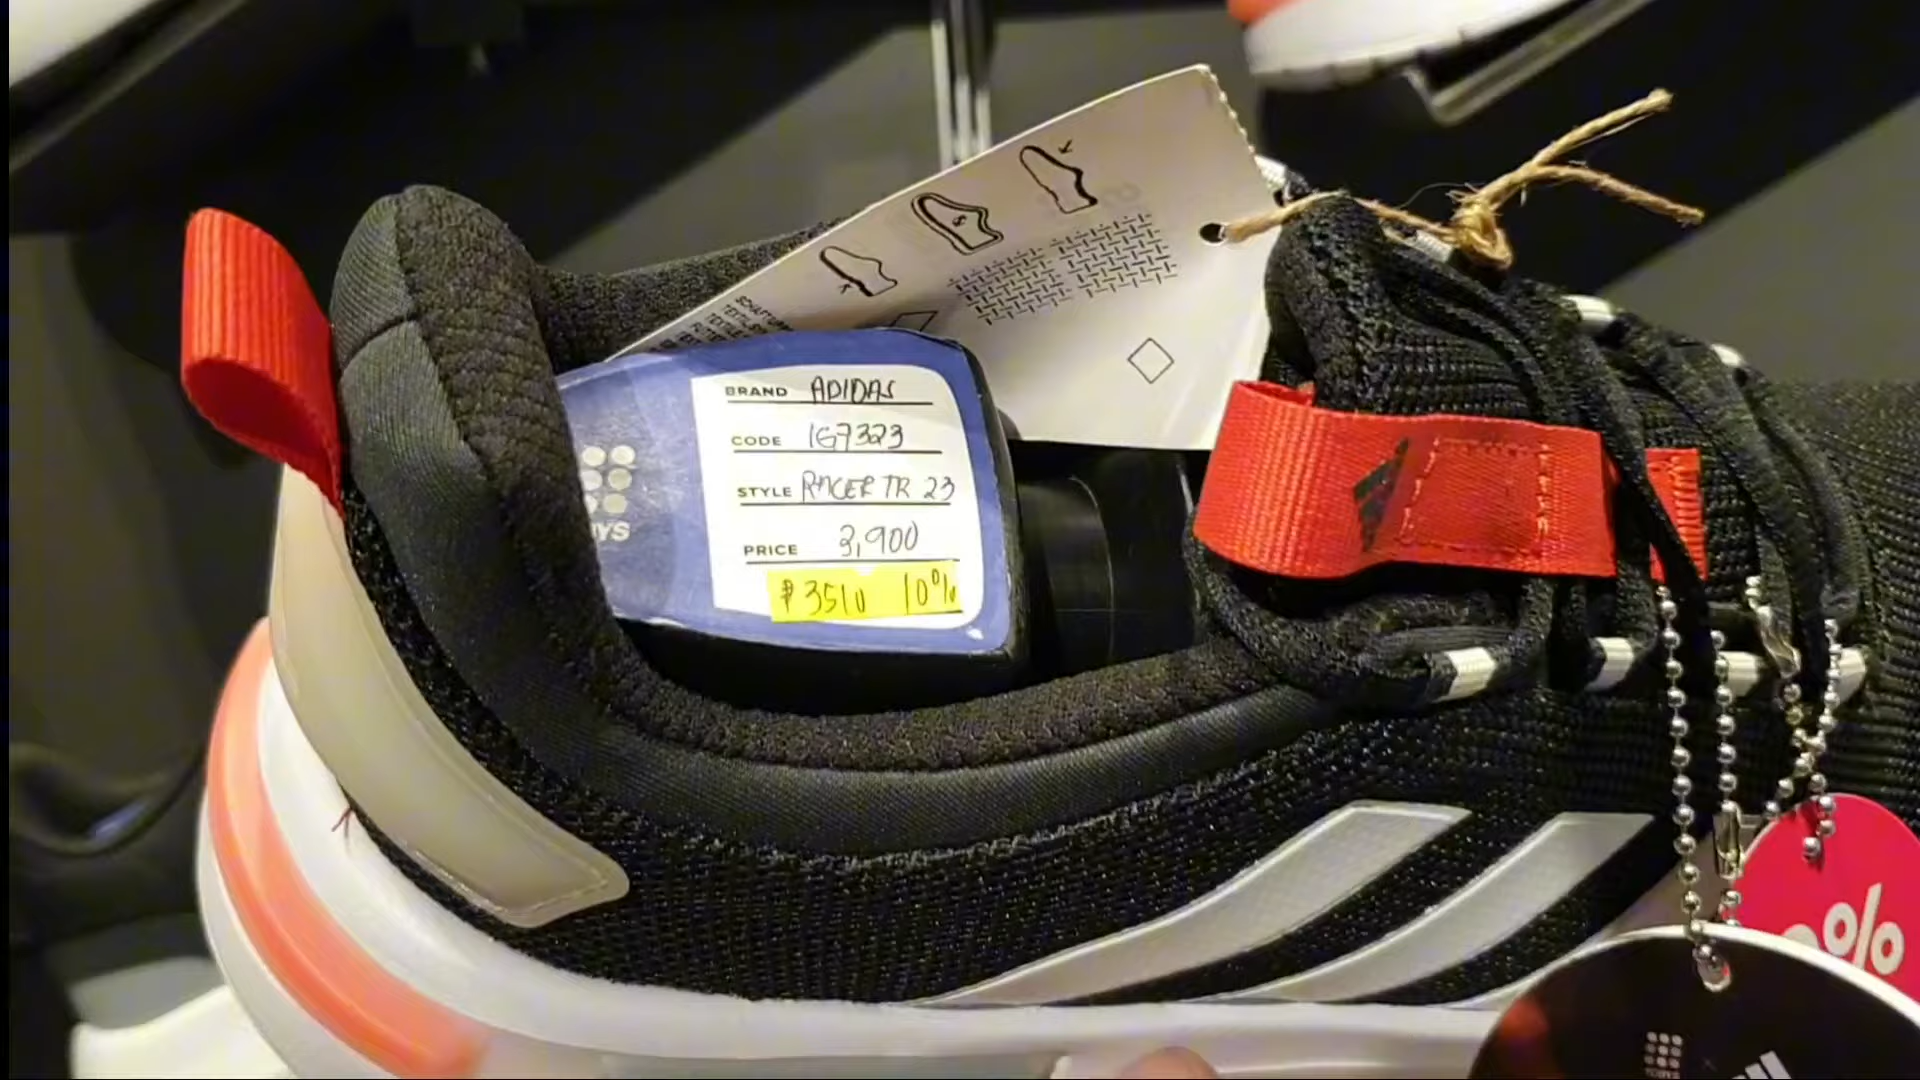 BRAND ADIDAS
CODE IG7323
STYLE RACER TR 23
PRICE 3,900
₱3510 10%
%